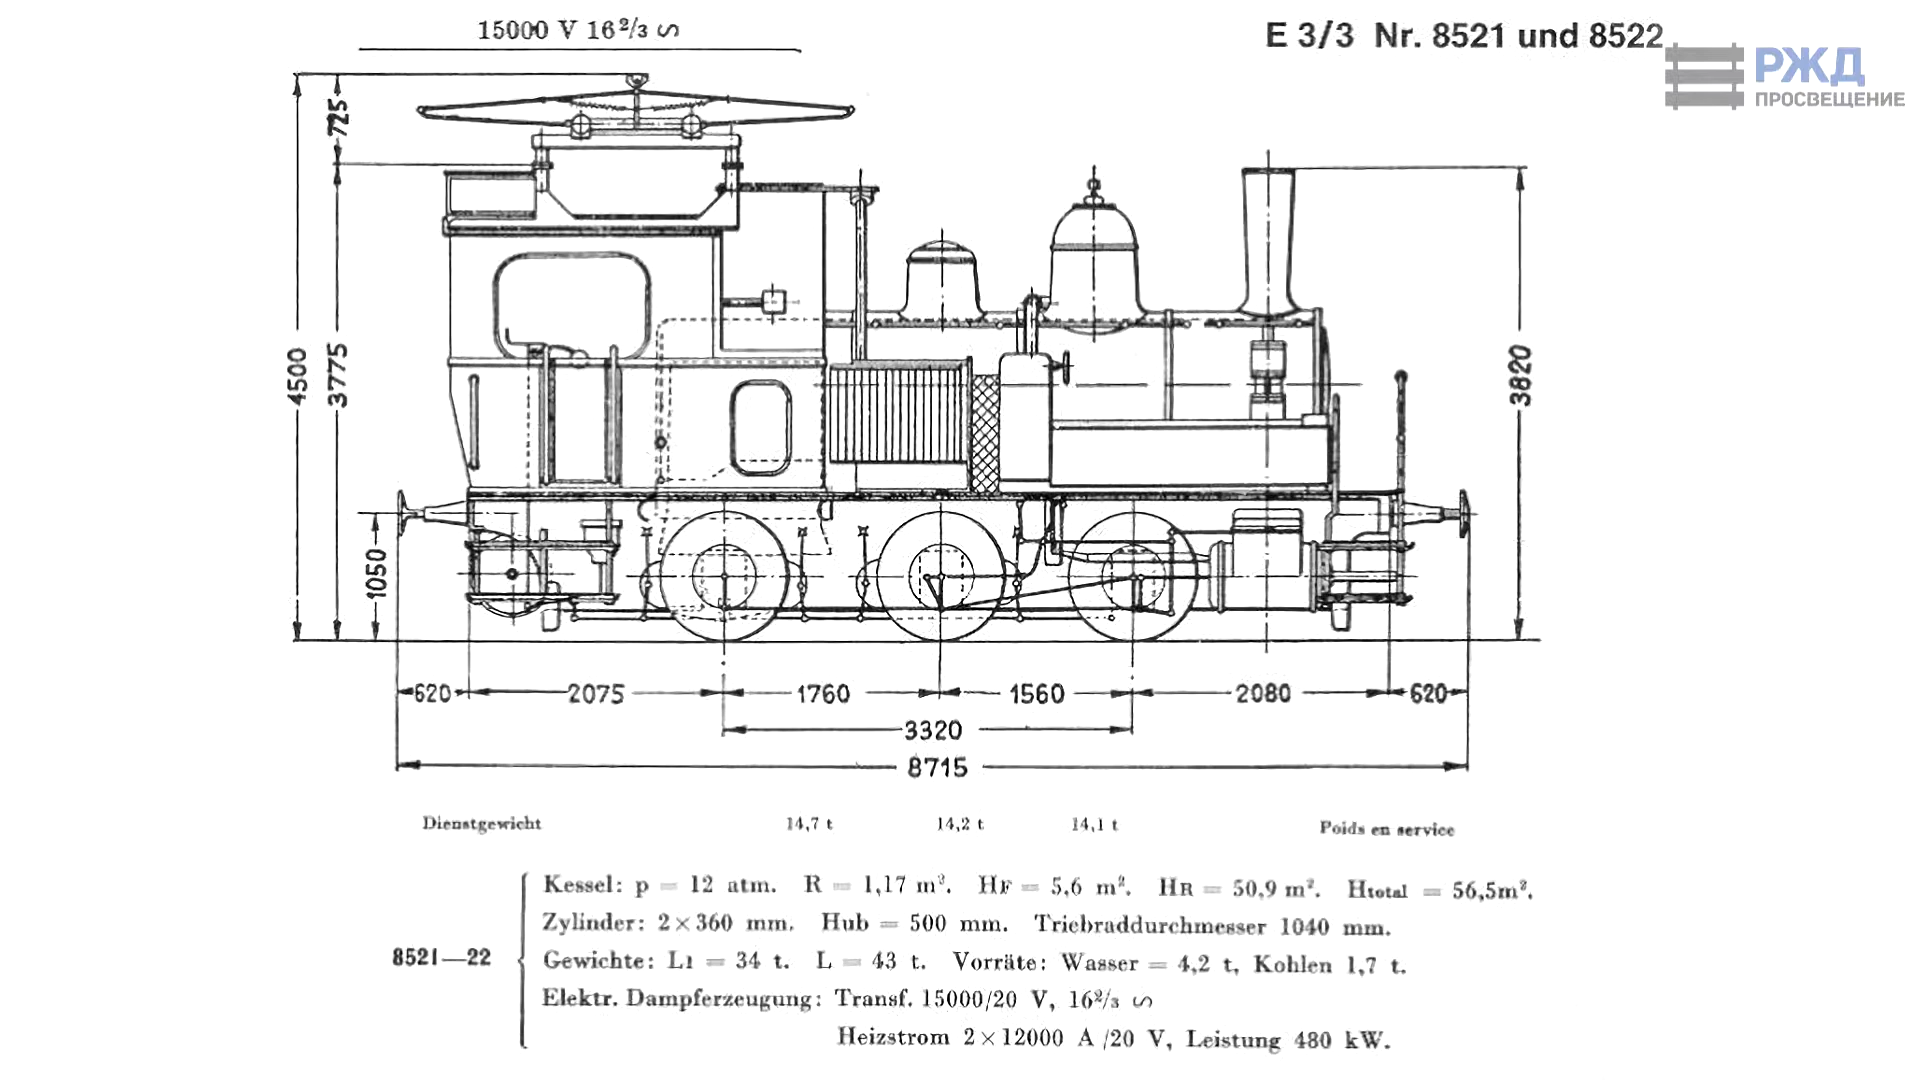 15000 V 16 2/3 ∽
E 3/3 Nr. 8521 und 8522
РЖД
ПРОСВЕЩЕНИЕ
725
4500
3775
3820
1050
620 2075 1760 1560 2080 620
3320
8715
Dienstgewicht 14,7 t 14,2 t 14,1 t Poids en service
Kessel: p = 12 atm. R = 1,17 m². HF = 5,6 m². HR = 50,9 m². Htotal = 56,5m².
Zylinder: 2×360 mm. Hub = 500 mm. Triebraddurchmesser 1040 mm.
8521—22
Gewichte: L1 = 34 t. L = 43 t. Vorräte: Wasser = 4,2 t, Kohlen 1,7 t.
Elektr. Dampferzeugung: Transf. 15000/20 V, 16 2/3 ∽
Heizstrom 2×12000 A /20 V, Leistung 480 kW.